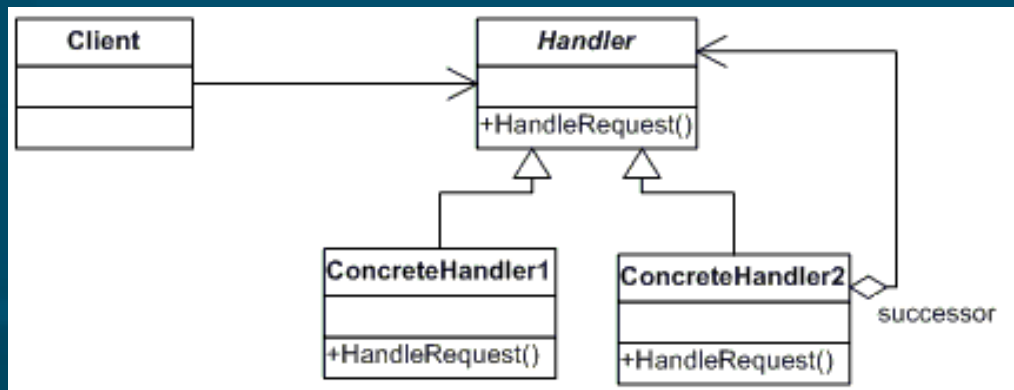 Client
Handler
+HandleRequest()
ConcreteHandler1
+HandleRequest()
ConcreteHandler2
+HandleRequest()
successor